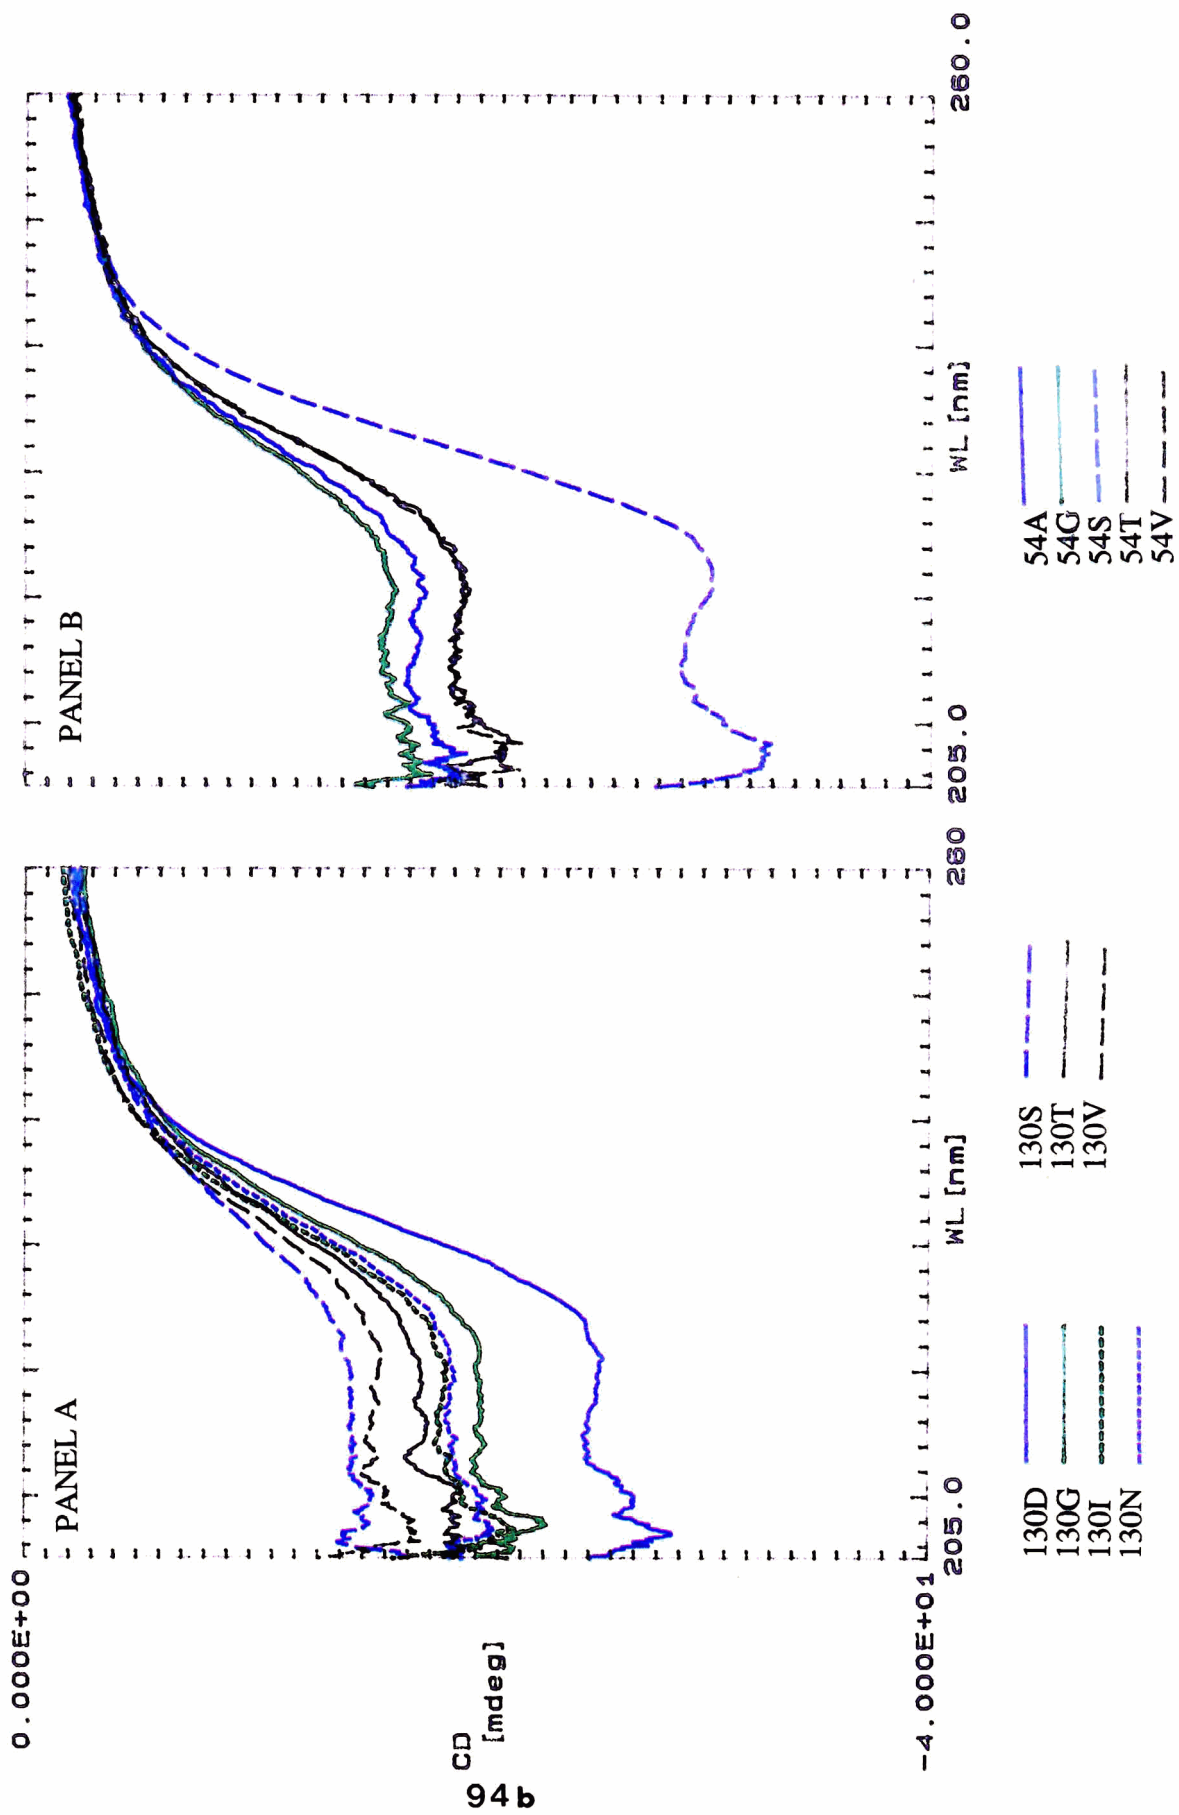 PANEL A
PANEL B
0.000E+00
CD
[mdeg]
-4.000E+01
205.0
WL [nm]
260
205.0
WL [nm]
260.0
130D
130G
130I
130N
130S
130T
130V
54A
54G
54S
54T
54V
94b